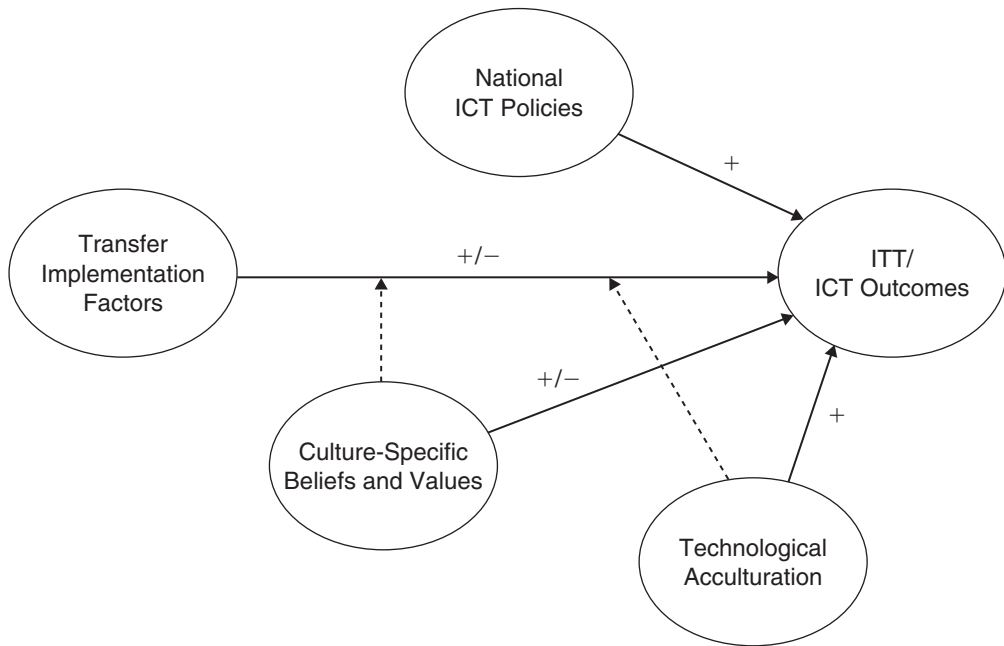 National
ICT Policies
+
Transfer
Implementation
Factors
+/−
ITT/
ICT Outcomes
+/−
+
Culture-Specific
Beliefs and Values
Technological
Acculturation